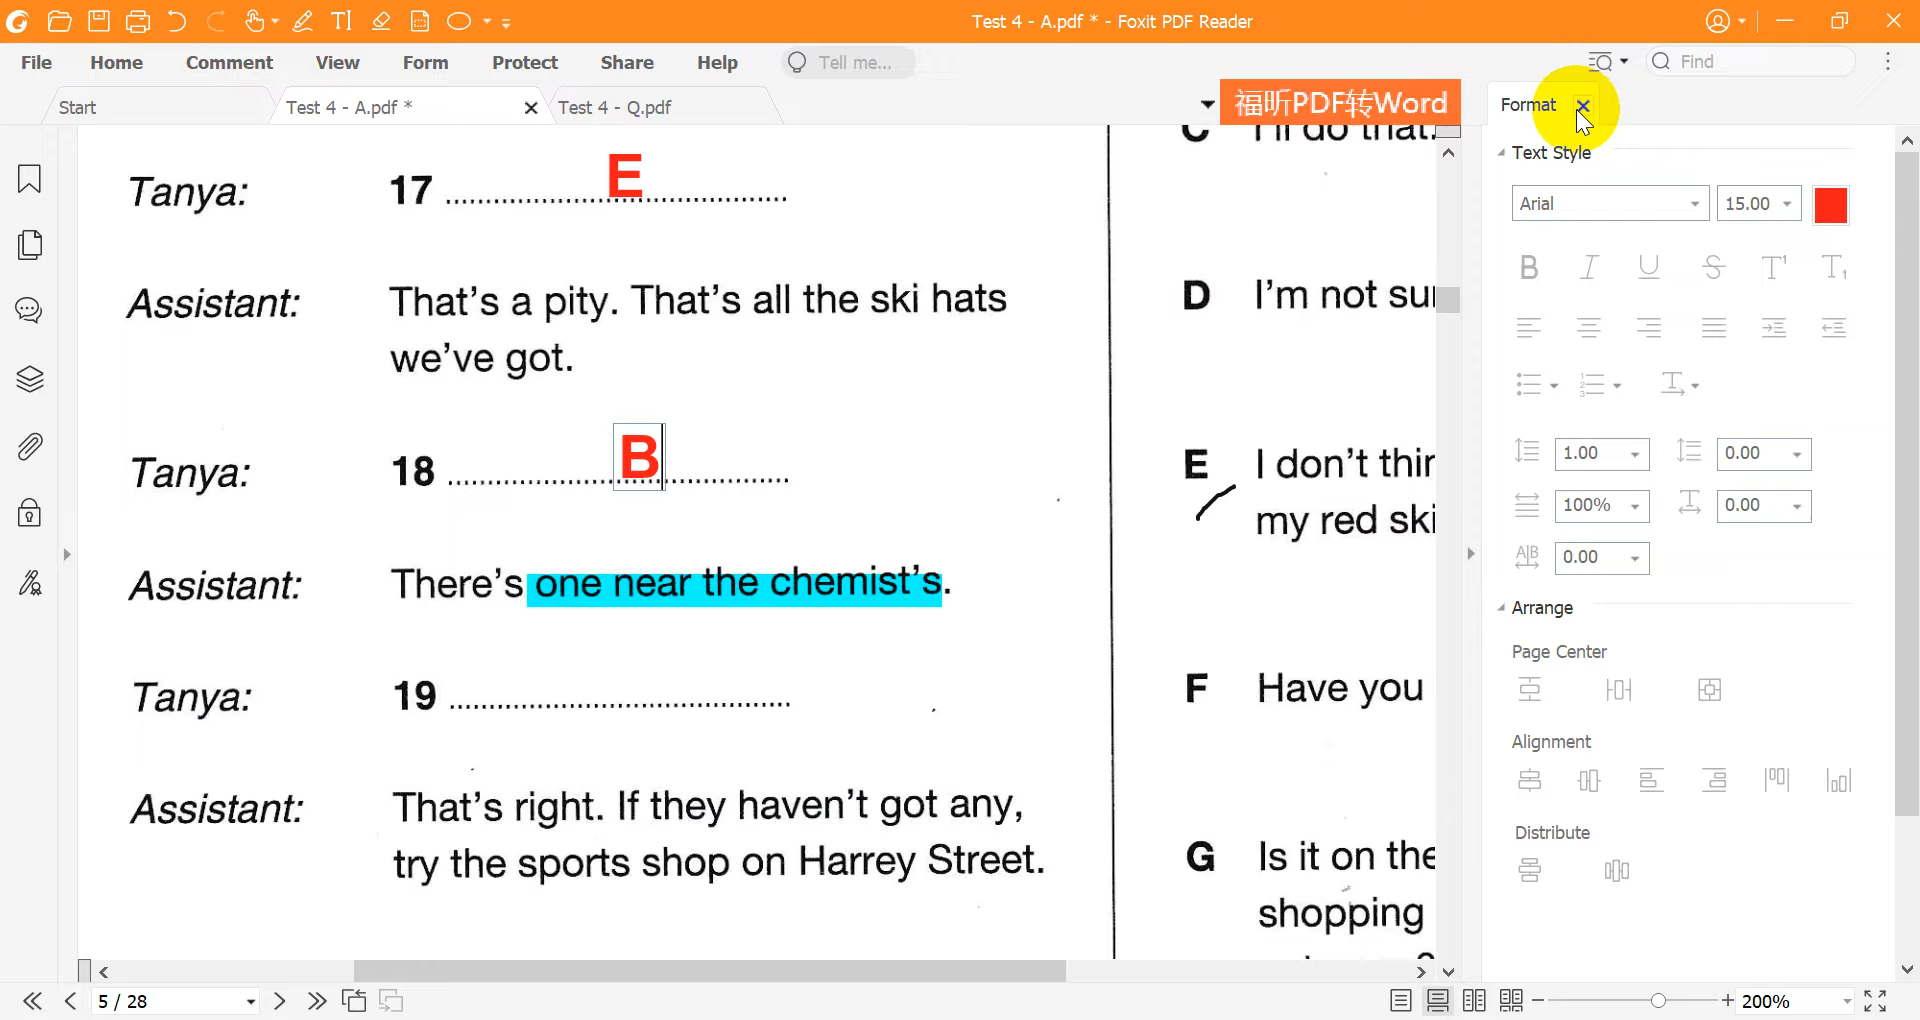 Test 4 - A.pdf * - Foxit PDF Reader
File Home Comment View Form Protect Share Help Tell me... Find
Start Test 4 - A.pdf * Test 4 - Q.pdf 福昕PDF转Word Format
Tanya: 17 E
Assistant: That's a pity. That's all the ski hats
we've got.
Tanya: 18 B
Assistant: There's one near the chemist's.
Tanya: 19
Assistant: That's right. If they haven't got any,
try the sports shop on Harrey Street.
C I'll do that.
D I'm not
E I don't
my red
F Have you
G Is it on the
shopping
Text Style
Arial 15.00
1.00 0.00
100% 0.00
0.00
Arrange
Page Center
Alignment
Distribute
5 / 28 200%